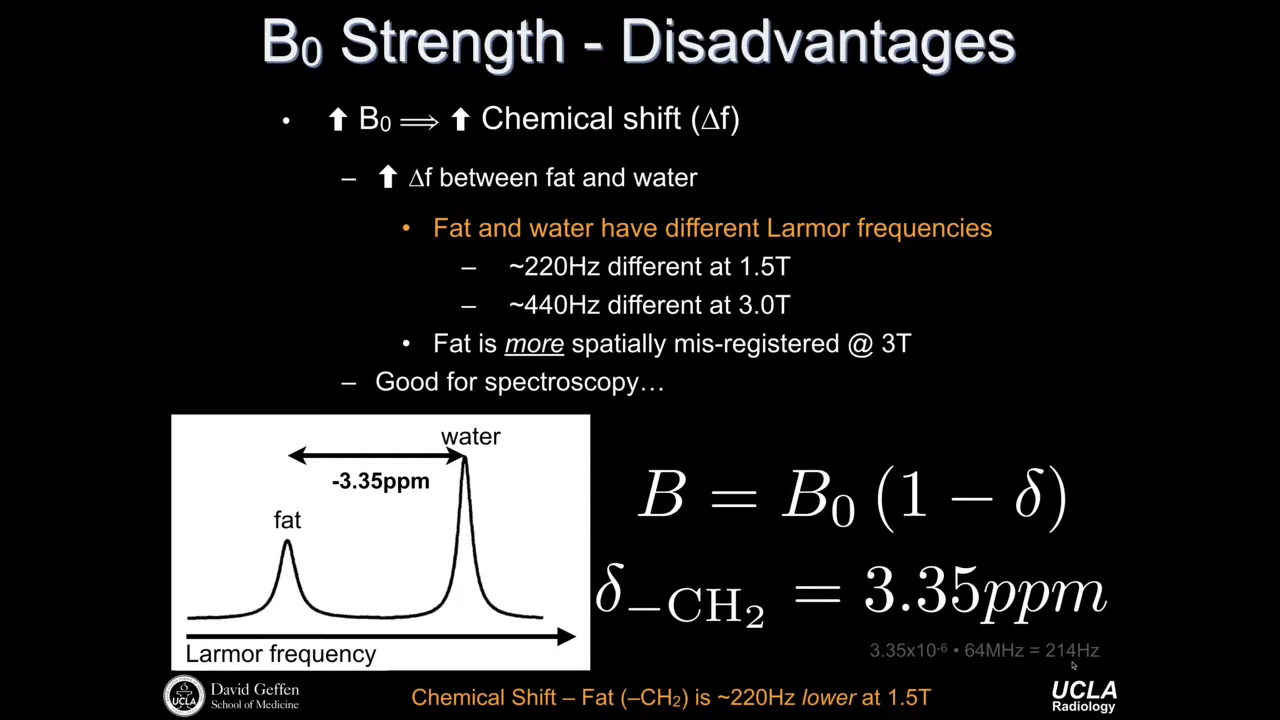 B₀ Strength - Disadvantages
• ⬆ B₀ ⟹ ⬆ Chemical shift (Δf)
– ⬆ Δf between fat and water
• Fat and water have different Larmor frequencies
– ~220Hz different at 1.5T
– ~440Hz different at 3.0T
• Fat is more spatially mis-registered @ 3T
– Good for spectroscopy…
water
-3.35ppm
fat
Larmor frequency
B = B₀ (1 − δ)
δ₋CH₂ = 3.35ppm
3.35x10⁻⁶ • 64MHz = 214Hz
UCLA
David Geffen
School of Medicine
Chemical Shift – Fat (–CH₂) is ~220Hz lower at 1.5T
UCLA
Radiology